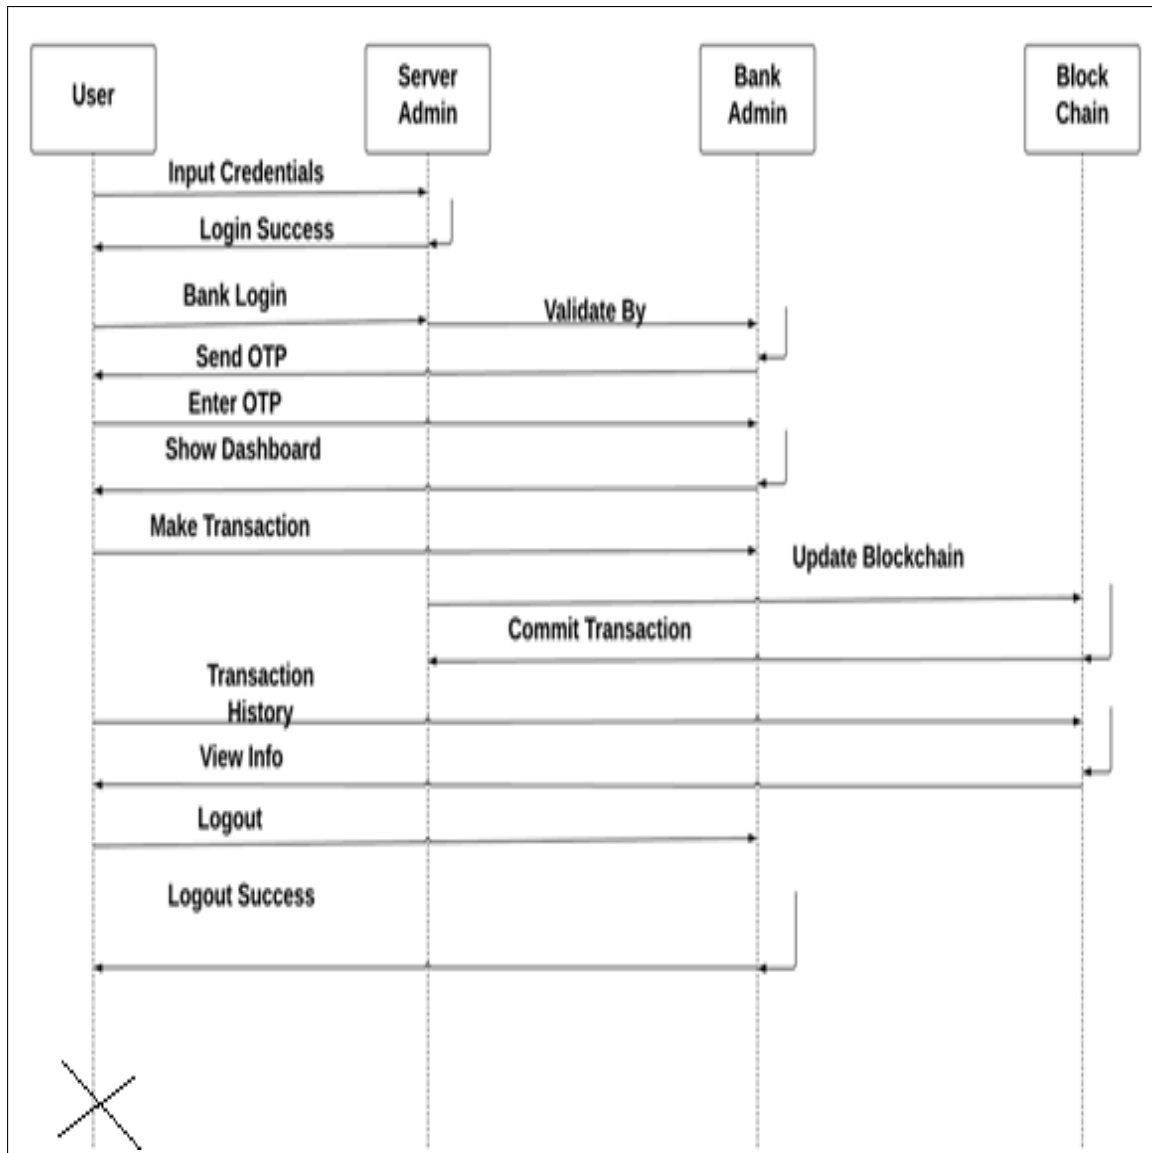 User
Server
Admin
Bank
Admin
Block
Chain
Input Credentials
Login Success
Bank Login
Validate By
Send OTP
Enter OTP
Show Dashboard
Make Transaction
Update Blockchain
Commit Transaction
Transaction
History
View Info
Logout
Logout Success